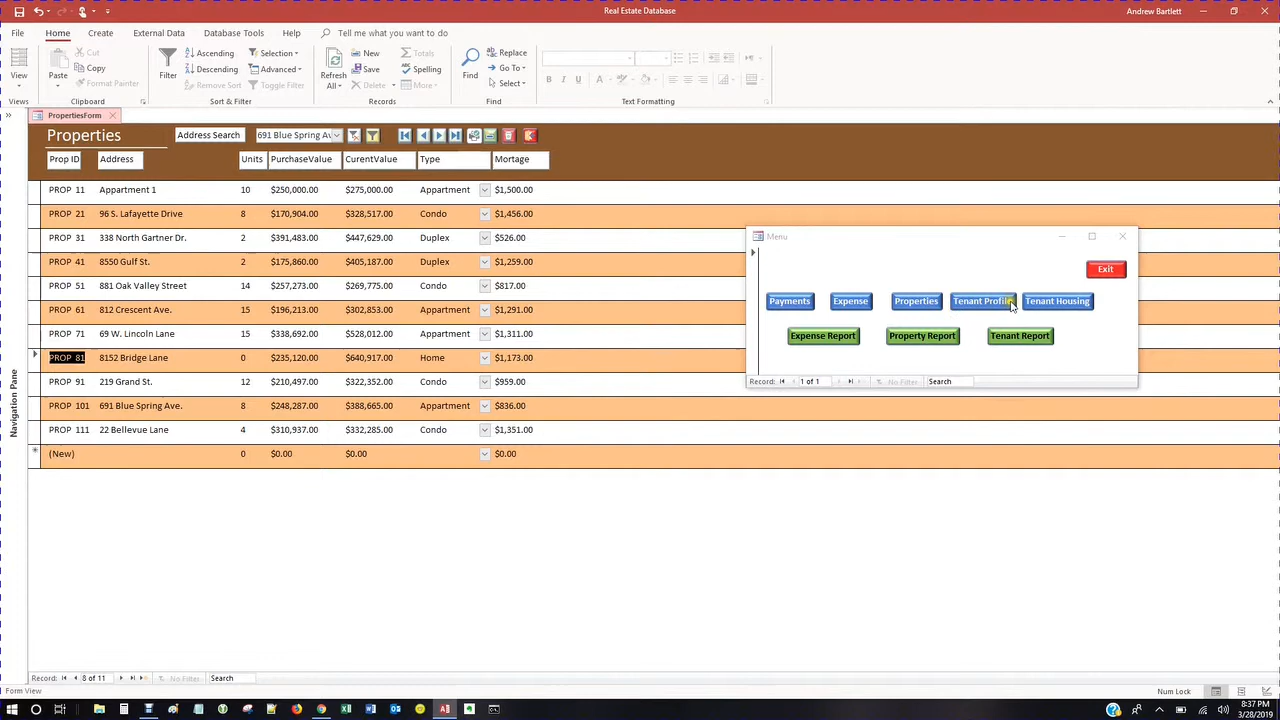 Real Estate Database
Andrew Bartlett
File Home Create External Data Database Tools Help Tell me what you want to do
View
Views
Paste
Cut
Copy
Format Painter
Clipboard
Filter
Ascending
Descending
Remove Sort
Selection
Advanced
Toggle Filter
Sort & Filter
Refresh
All
New
Save
Delete
Totals
Spelling
More
Records
Find
Replace
Go To
Select
Find
B I U A
Text Formatting
PropertiesForm
Properties
Address Search
691 Blue Spring Av
Prop ID Address Units PurchaseValue CurentValue Type Mortage
PROP 11 Appartment 1 10 $250,000.00 $275,000.00 Appartment $1,500.00
PROP 21 96 S. Lafayette Drive 8 $170,904.00 $328,517.00 Condo $1,456.00
PROP 31 338 North Gartner Dr. 2 $391,483.00 $447,629.00 Duplex $526.00
PROP 41 8550 Gulf St. 2 $175,860.00 $405,187.00 Duplex $1,259.00
PROP 51 881 Oak Valley Street 14 $257,273.00 $269,775.00 Condo $817.00
PROP 61 812 Crescent Ave. 15 $196,213.00 $302,853.00 Appartment $1,291.00
PROP 71 69 W. Lincoln Lane 15 $338,692.00 $528,012.00 Appartment $1,311.00
PROP 81 8152 Bridge Lane 0 $235,120.00 $640,917.00 Home $1,173.00
PROP 91 219 Grand St. 12 $210,497.00 $322,352.00 Condo $959.00
PROP 101 691 Blue Spring Ave. 8 $248,287.00 $388,665.00 Appartment $836.00
PROP 111 22 Bellevue Lane 4 $310,937.00 $332,285.00 Condo $1,351.00
(New) 0 $0.00 $0.00 $0.00
Menu
Exit
Payments Expense Properties Tenant Profile Tenant Housing
Expense Report Property Report Tenant Report
Record: 1 of 1 No Filter Search
Navigation Pane
Record: 8 of 11 No Filter Search
Form View
Num Lock
8:37 PM
3/28/2019